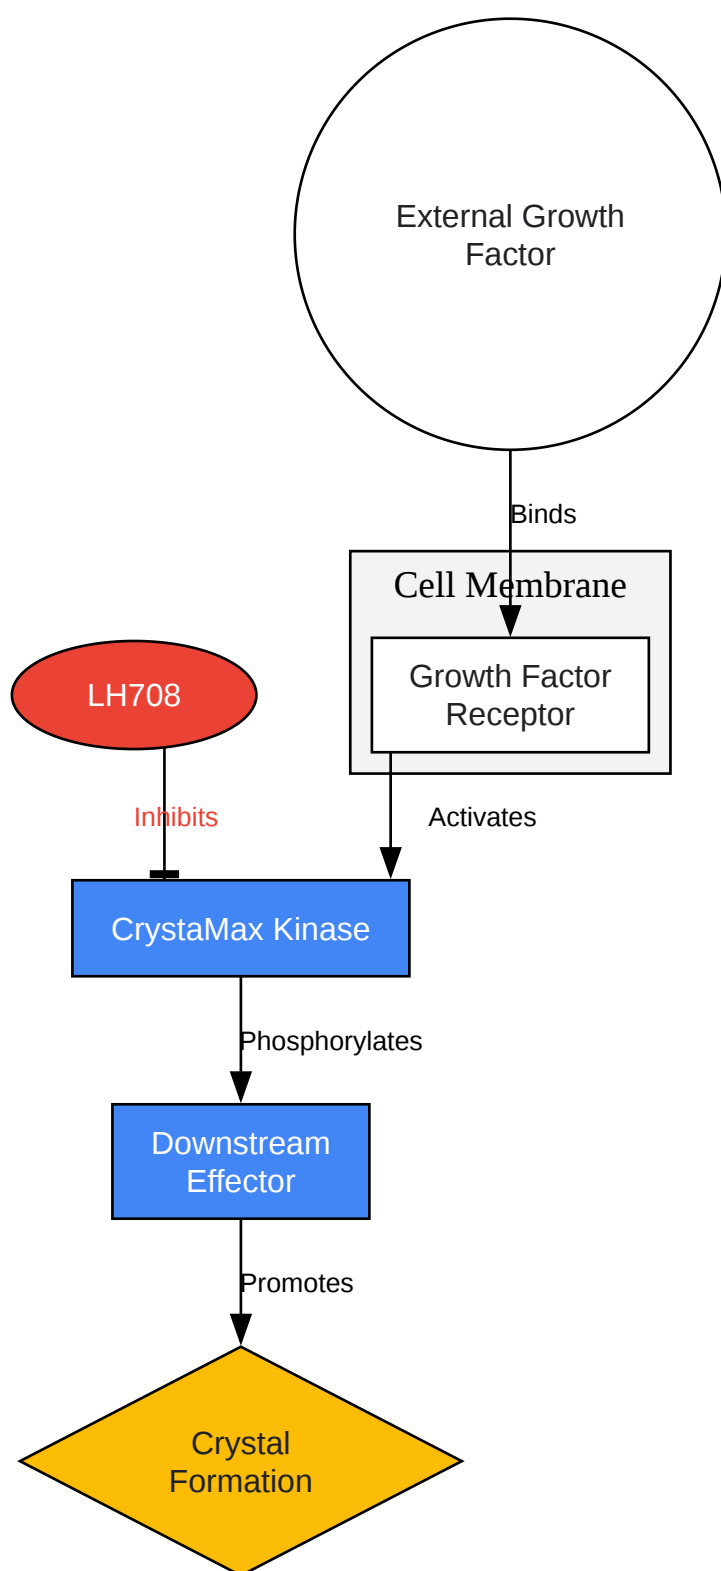 External Growth
Factor
Binds
Cell Membrane
Growth Factor
Receptor
LH708
Inhibits
Activates
CrystaMax Kinase
Phosphorylates
Downstream
Effector
Promotes
Crystal
Formation